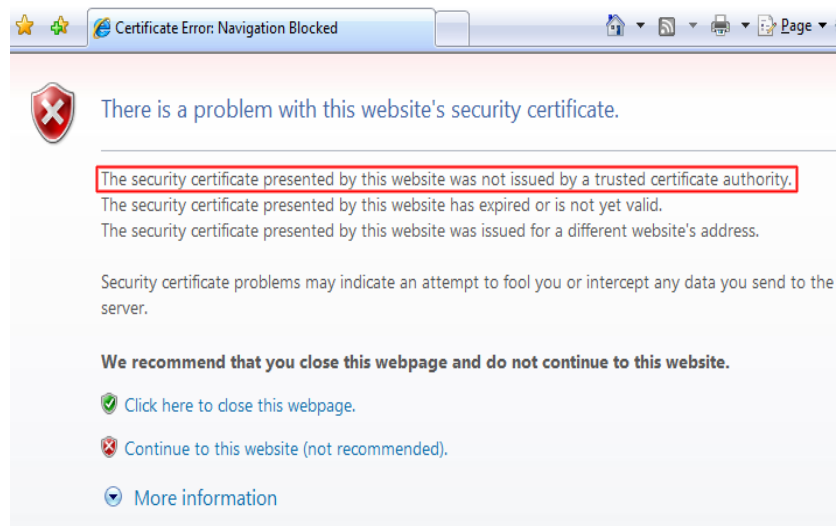 Certificate Error: Navigation Blocked
Page
There is a problem with this website's security certificate.
The security certificate presented by this website was not issued by a trusted certificate authority.
The security certificate presented by this website has expired or is not yet valid.
The security certificate presented by this website was issued for a different website's address.
Security certificate problems may indicate an attempt to fool you or intercept any data you send to the
server.
We recommend that you close this webpage and do not continue to this website.
Click here to close this webpage.
Continue to this website (not recommended).
More information